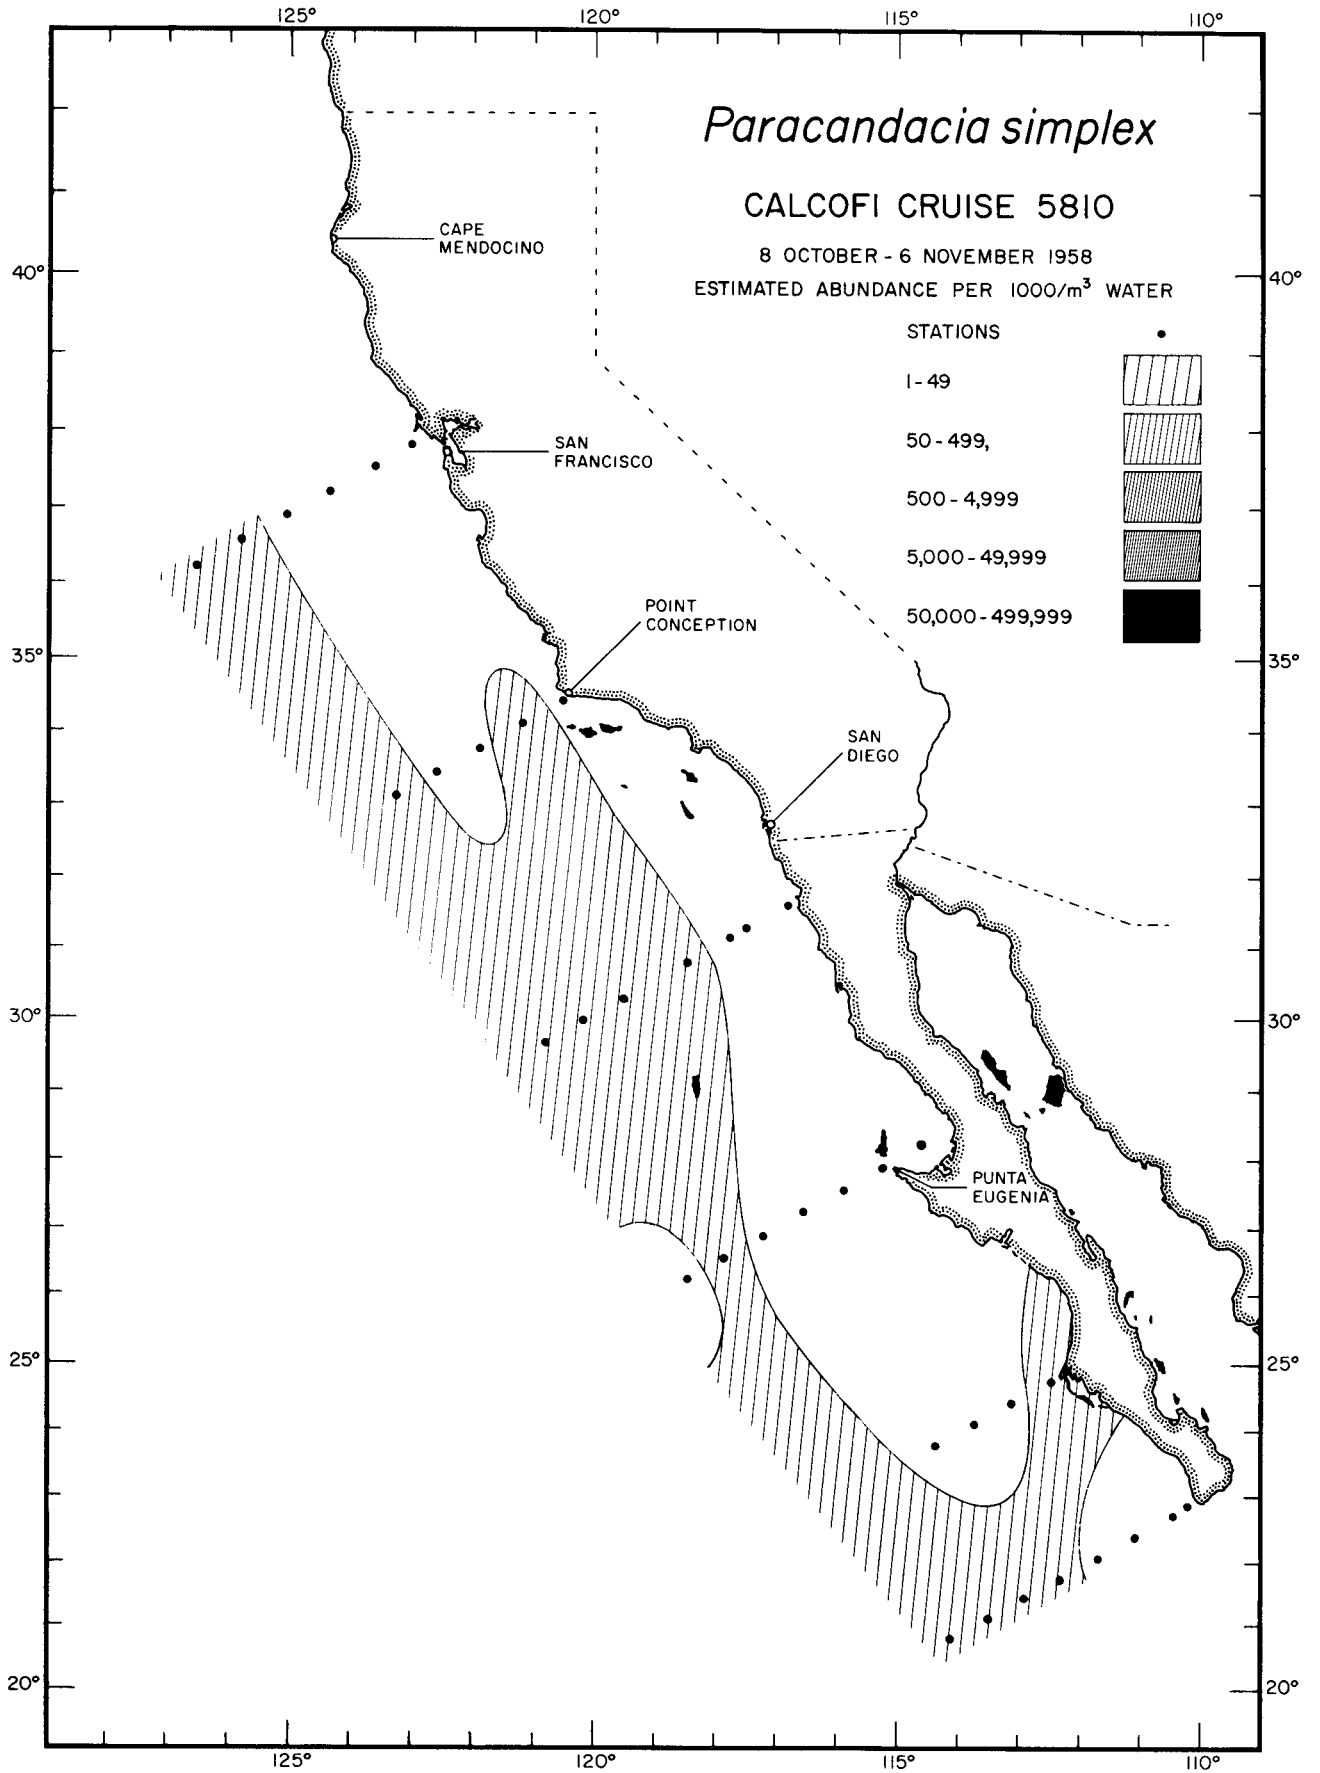 125° 120° 115° 110°
Paracandacia simplex
CALCOFI CRUISE 5810
8 OCTOBER - 6 NOVEMBER 1958
ESTIMATED ABUNDANCE PER 1000/m³ WATER
STATIONS
1-49
50-499,
500-4,999
5,000-49,999
50,000-499,999
CAPE
MENDOCINO
40° 40°
SAN
FRANCISCO
POINT
CONCEPTION
35° 35°
SAN
DIEGO
30° 30°
PUNTA
EUGENIA
25° 25°
20° 20°
125° 120° 115° 110°